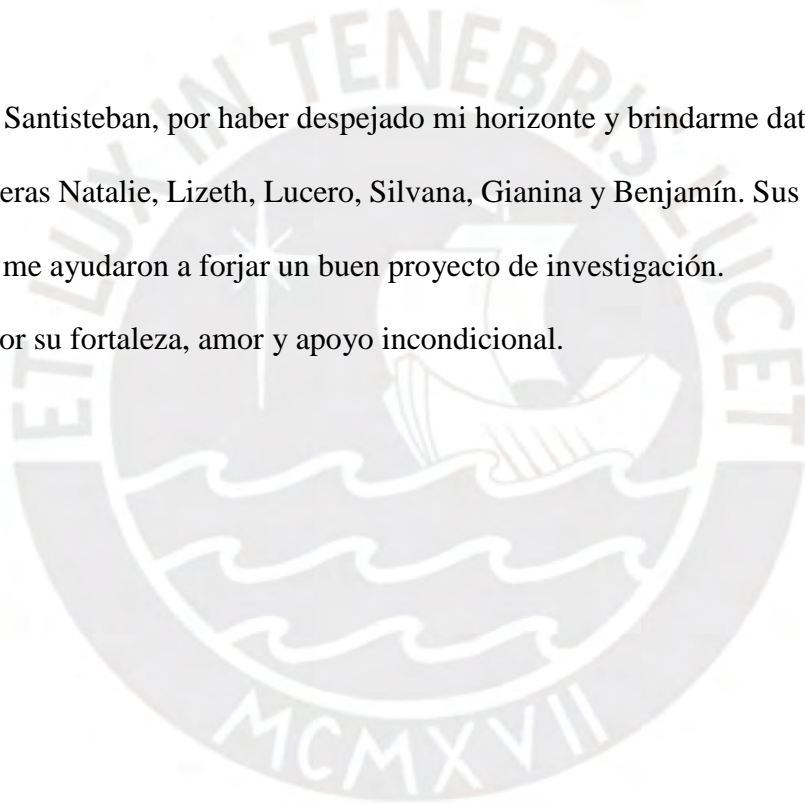 Santisteban, por haber despejado mi horizonte y brindarme dat
eras Natalie, Lizeth, Lucero, Silvana, Gianina y Benjamín. Sus
me ayudaron a forjar un buen proyecto de investigación.
or su fortaleza, amor y apoyo incondicional.
ET LUX IN TENEBRIS LUCET
MCMXVII